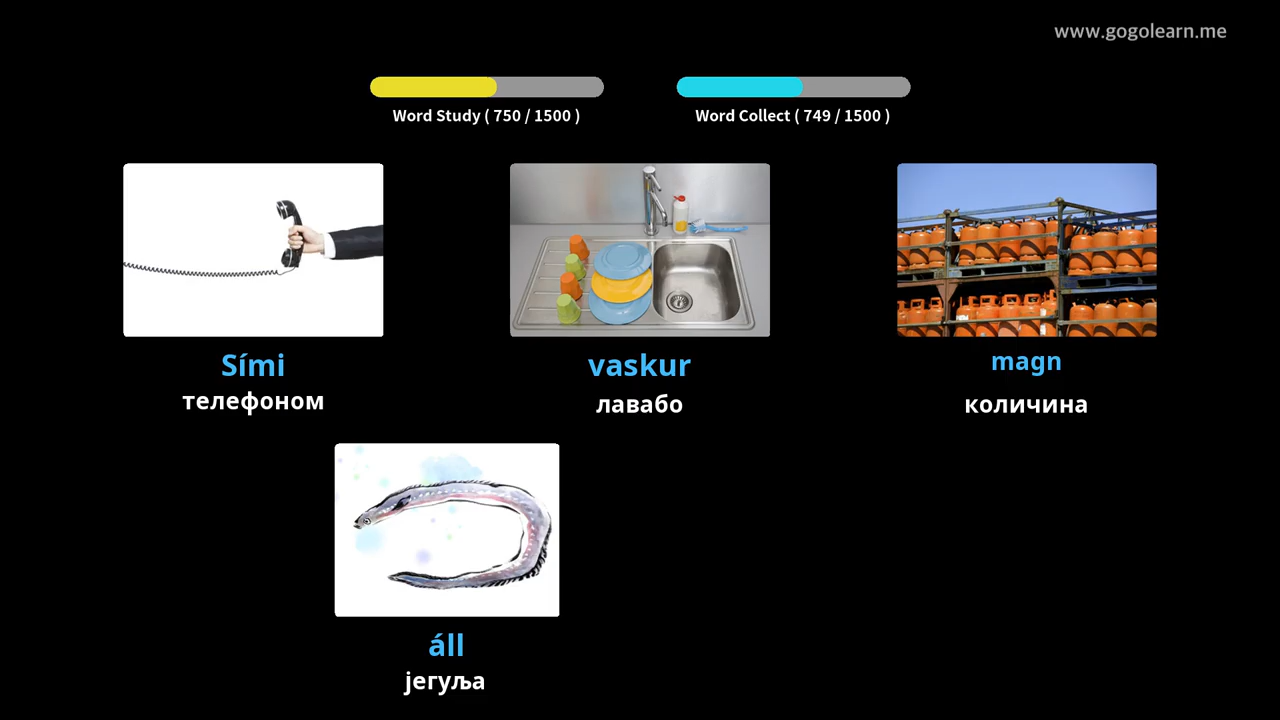 www.gogolearn.me
Word Study ( 750 / 1500 )
Word Collect ( 749 / 1500 )
Sími
телефоном
vaskur
лавабо
magn
количина
áll
јегуља